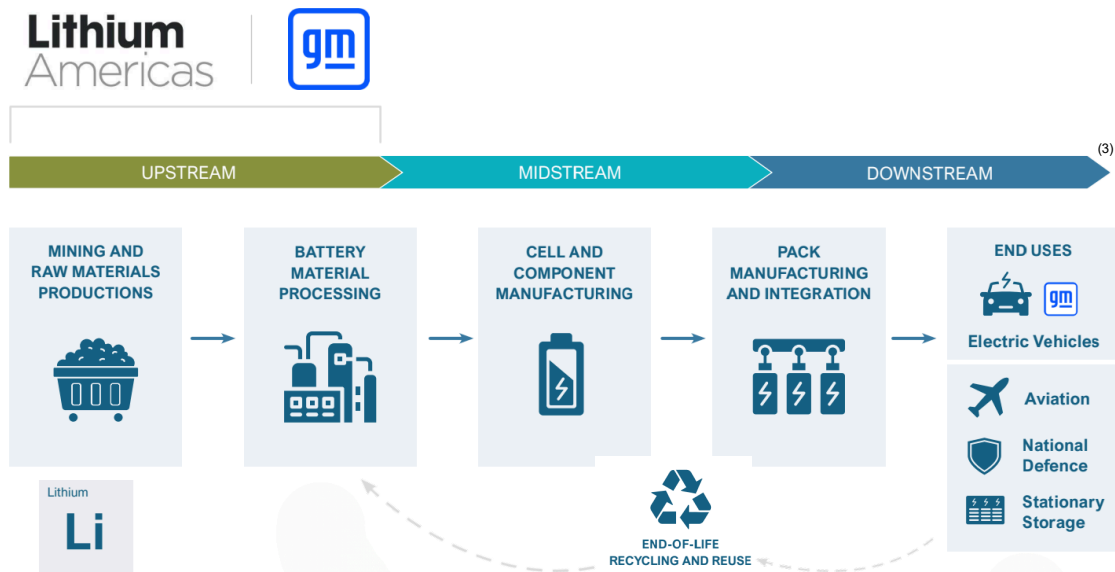 Lithium
Americas
gm
(3)
UPSTREAM
MIDSTREAM
DOWNSTREAM
MINING AND
RAW MATERIALS
PRODUCTIONS
BATTERY
MATERIAL
PROCESSING
CELL AND
COMPONENT
MANUFACTURING
PACK
MANUFACTURING
AND INTEGRATION
END USES
gm
Electric Vehicles
Aviation
National
Defence
Stationary
Storage
Lithium
Li
END-OF-LIFE
RECYCLING AND REUSE